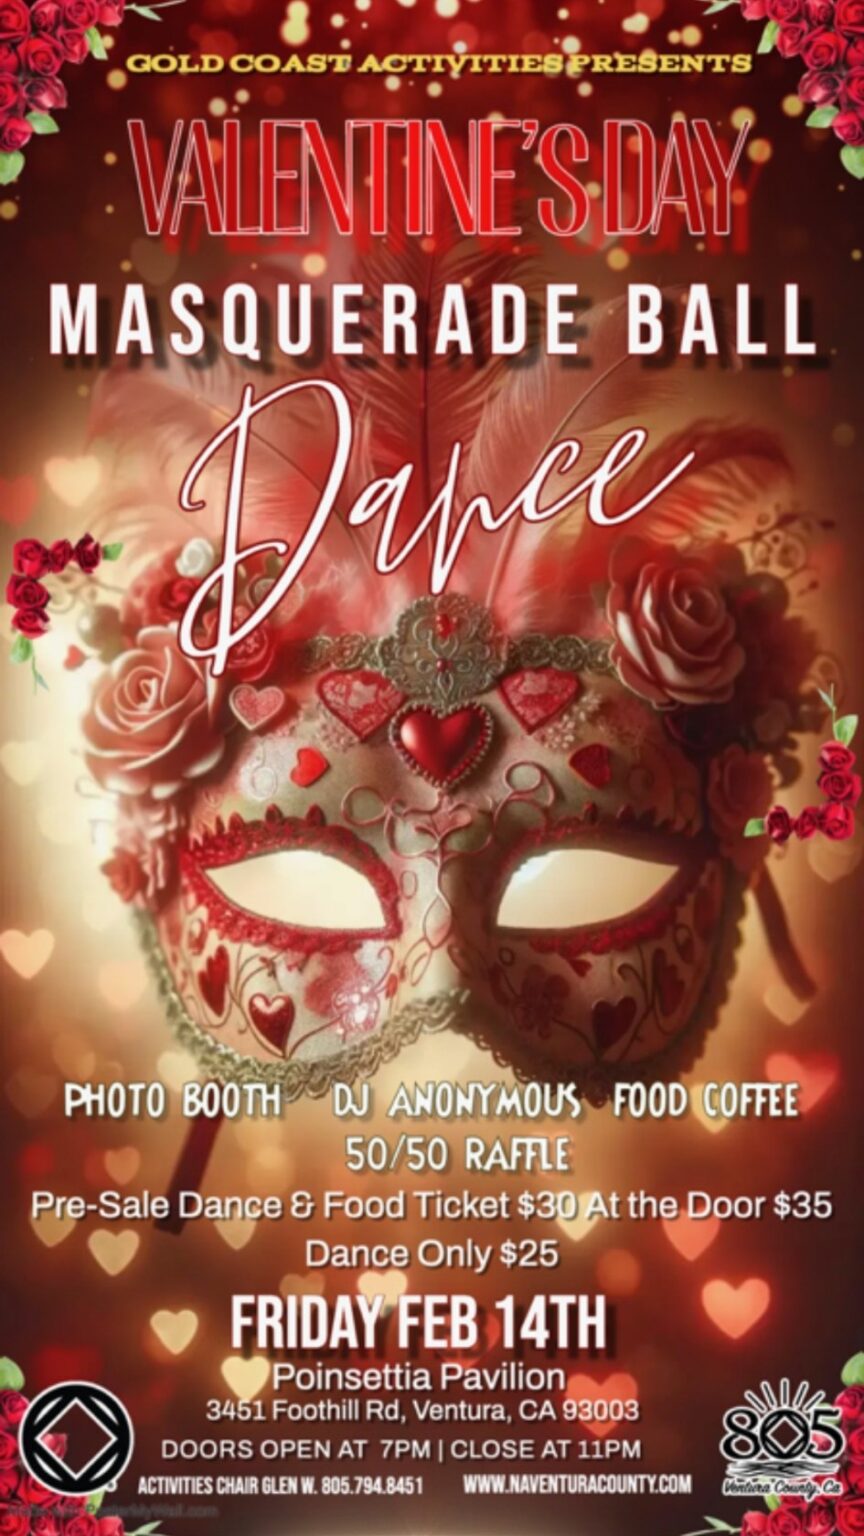 GOLD COAST ACTIVITIES PRESENTS
VALENTINE'S DAY
MASQUERADE BALL
Dance
PHOTO BOOTH DJ ANONYMOUS FOOD COFFEE
50/50 RAFFLE
Pre-Sale Dance & Food Ticket $30 At the Door $35
Dance Only $25
FRIDAY FEB 14TH
Poinsettia Pavilion
3451 Foothill Rd, Ventura, CA 93003
DOORS OPEN AT 7PM | CLOSE AT 11PM
ACTIVITIES CHAIR GLEN W. 805.794.8451 WWW.NAVENTURACOUNTY.COM
805
Ventura County, Ca